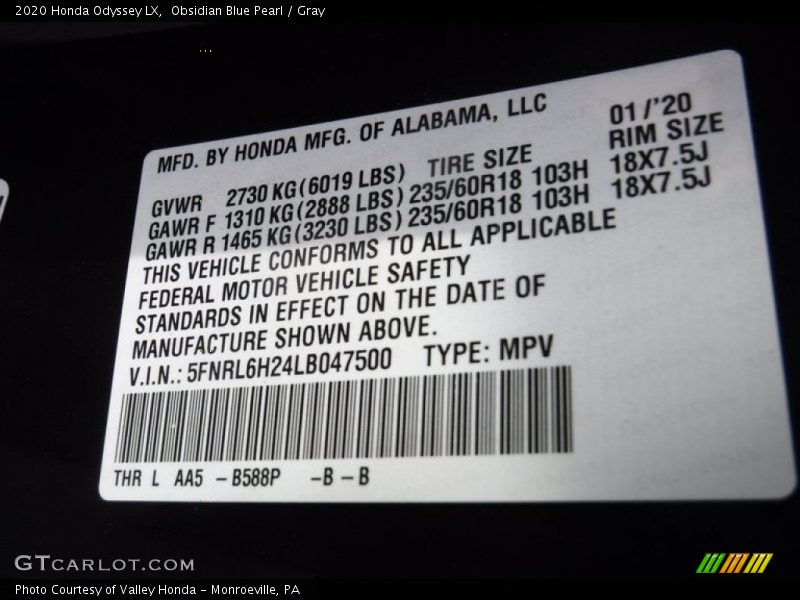 2020 Honda Odyssey LX,  Obsidian Blue Pearl / Gray
MFD. BY HONDA MFG. OF ALABAMA, LLC 01/'20
GVWR 2730 KG (6019 LBS) TIRE SIZE RIM SIZE
GAWR F 1310 KG (2888 LBS) 235/60R18 103H 18X7.5J
GAWR R 1465 KG (3230 LBS) 235/60R18 103H 18X7.5J
THIS VEHICLE CONFORMS TO ALL APPLICABLE
FEDERAL MOTOR VEHICLE SAFETY
STANDARDS IN EFFECT ON THE DATE OF
MANUFACTURE SHOWN ABOVE.
V.I.N.: 5FNRL6H24LB047500 TYPE: MPV
THR L AA5 - B588P - B - B
GTCARLOT.COM
Photo Courtesy of Valley Honda - Monroeville, PA